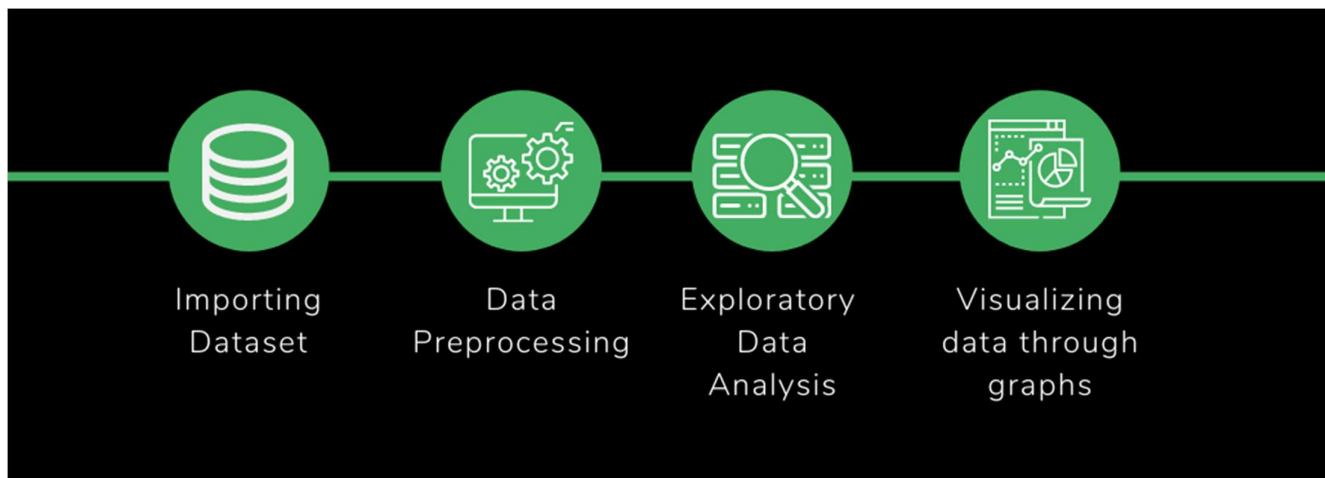 Importing
Dataset
Data
Preprocessing
Exploratory
Data
Analysis
Visualizing
data through
graphs